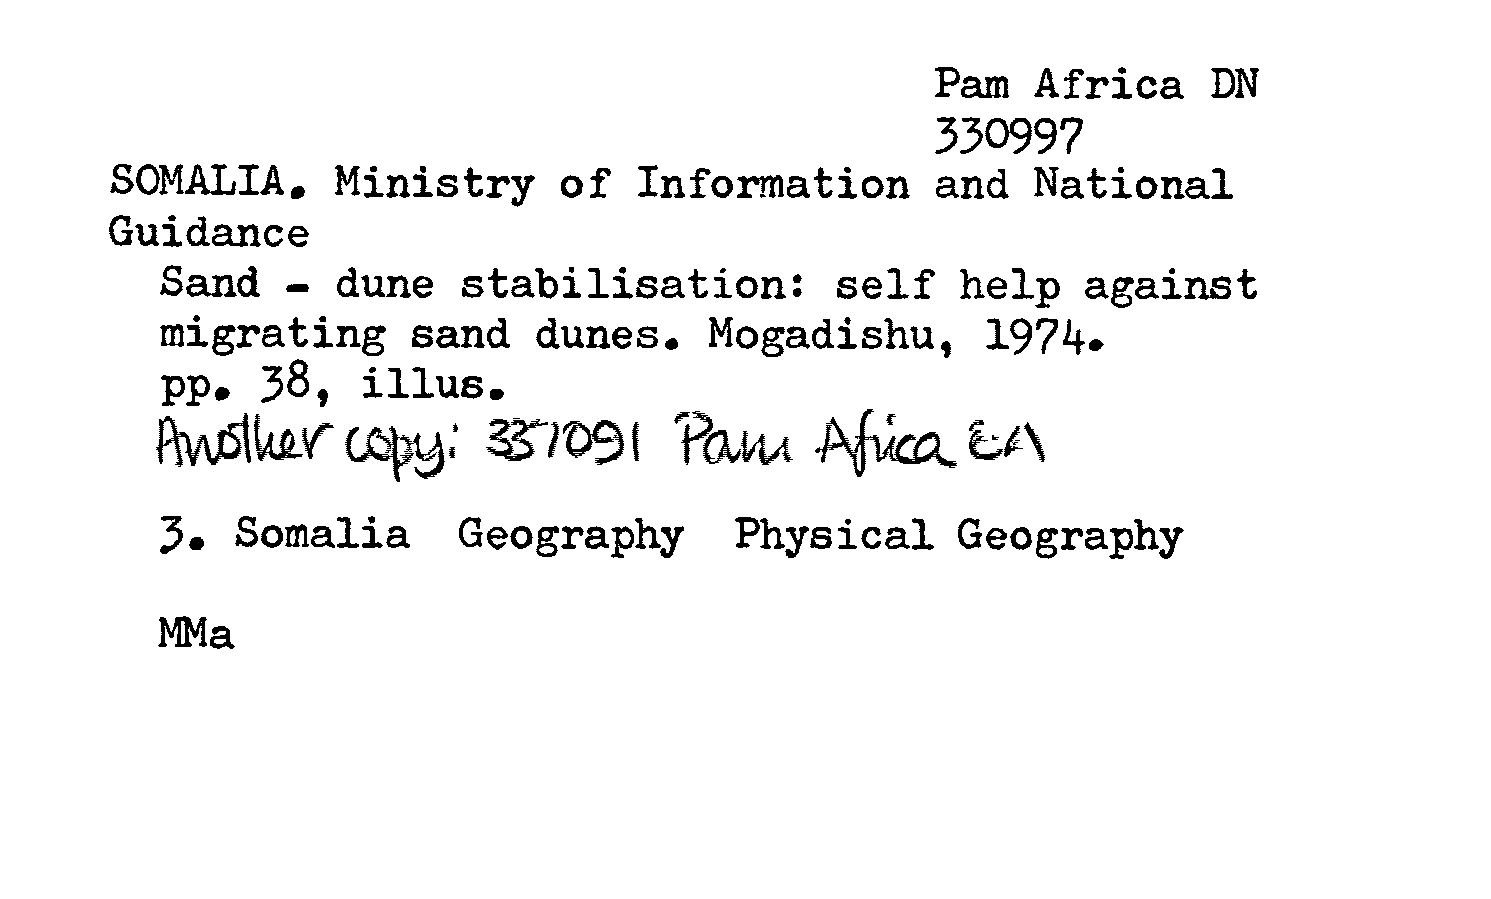 Pam Africa DN
330997
SOMALIA. Ministry of Information and National
Guidance
Sand - dune stabilisation: self help against
migrating sand dunes. Mogadishu, 1974.
pp. 38, illus.
Another copy: 337091 Pam Africa EA
3. Somalia Geography Physical Geography
MMa